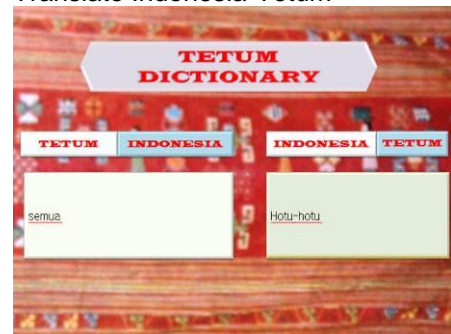 Translate Indonesia-Tetum
TETUM
DICTIONARY
TETUM INDONESIA INDONESIA TETUM
semua Hotu-hotu